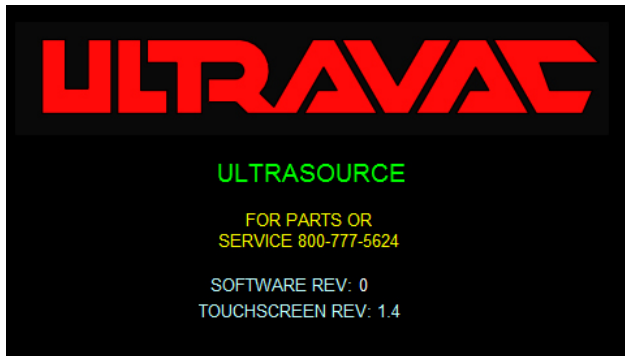 ULTRAVAC
ULTRASOURCE
FOR PARTS OR
SERVICE 800-777-5624
SOFTWARE REV: 0
TOUCHSCREEN REV: 1.4